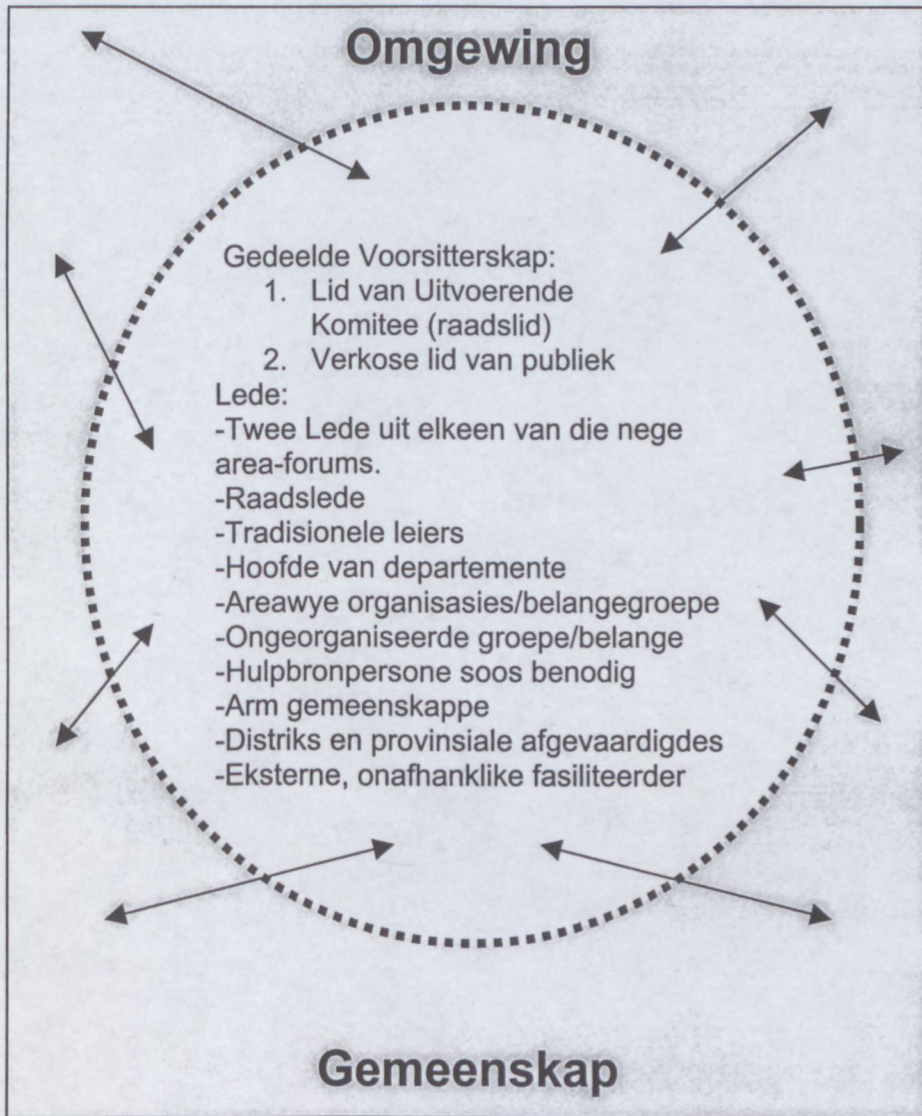 Omgewing
Gedeelde Voorsitterskap:
1. Lid van Uitvoerende
Komitee (raadslid)
2. Verkose lid van publiek
Lede:
-Twee Lede uit elkeen van die nege
area-forums.
-Raadslede
-Tradisionele leiers
-Hoofde van departemente
-Areawye organisasies/belangegroepe
-Ongeorganiseerde groepe/belange
-Hulpbronpersone soos benodig
-Arm gemeenskappe
-Distriks en provinsiale afgevaardigdes
-Eksterne, onafhanklike fasiliteerder
Gemeenskap